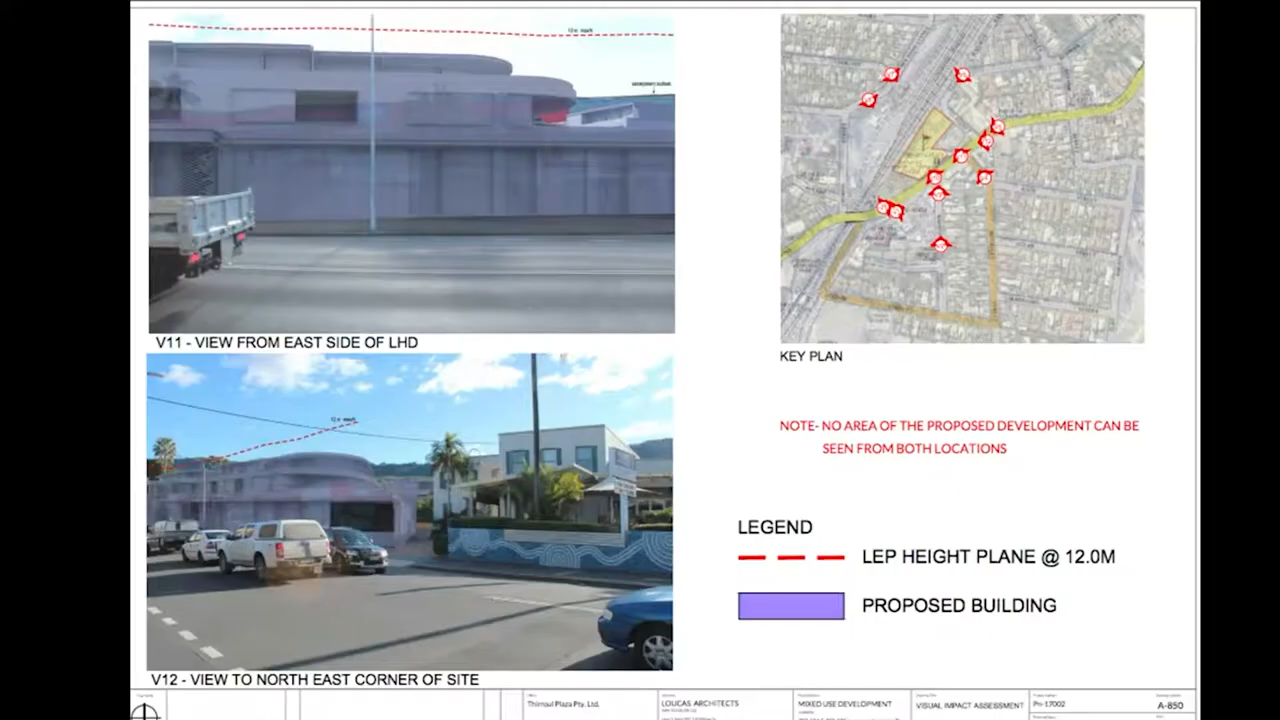 12m
V11 - VIEW FROM EAST SIDE OF LHD
V12 - VIEW TO NORTH EAST CORNER OF SITE
KEY PLAN
NOTE- NO AREA OF THE PROPOSED DEVELOPMENT CAN BE
SEEN FROM BOTH LOCATIONS
LEGEND
LEP HEIGHT PLANE @ 12.0M
PROPOSED BUILDING
Thirroul Plaza Pty. Ltd.
LOUCAS ARCHITECTS
MIXED USE DEVELOPMENT
VISUAL IMPACT ASSESSMENT
Pn-17002
A-850